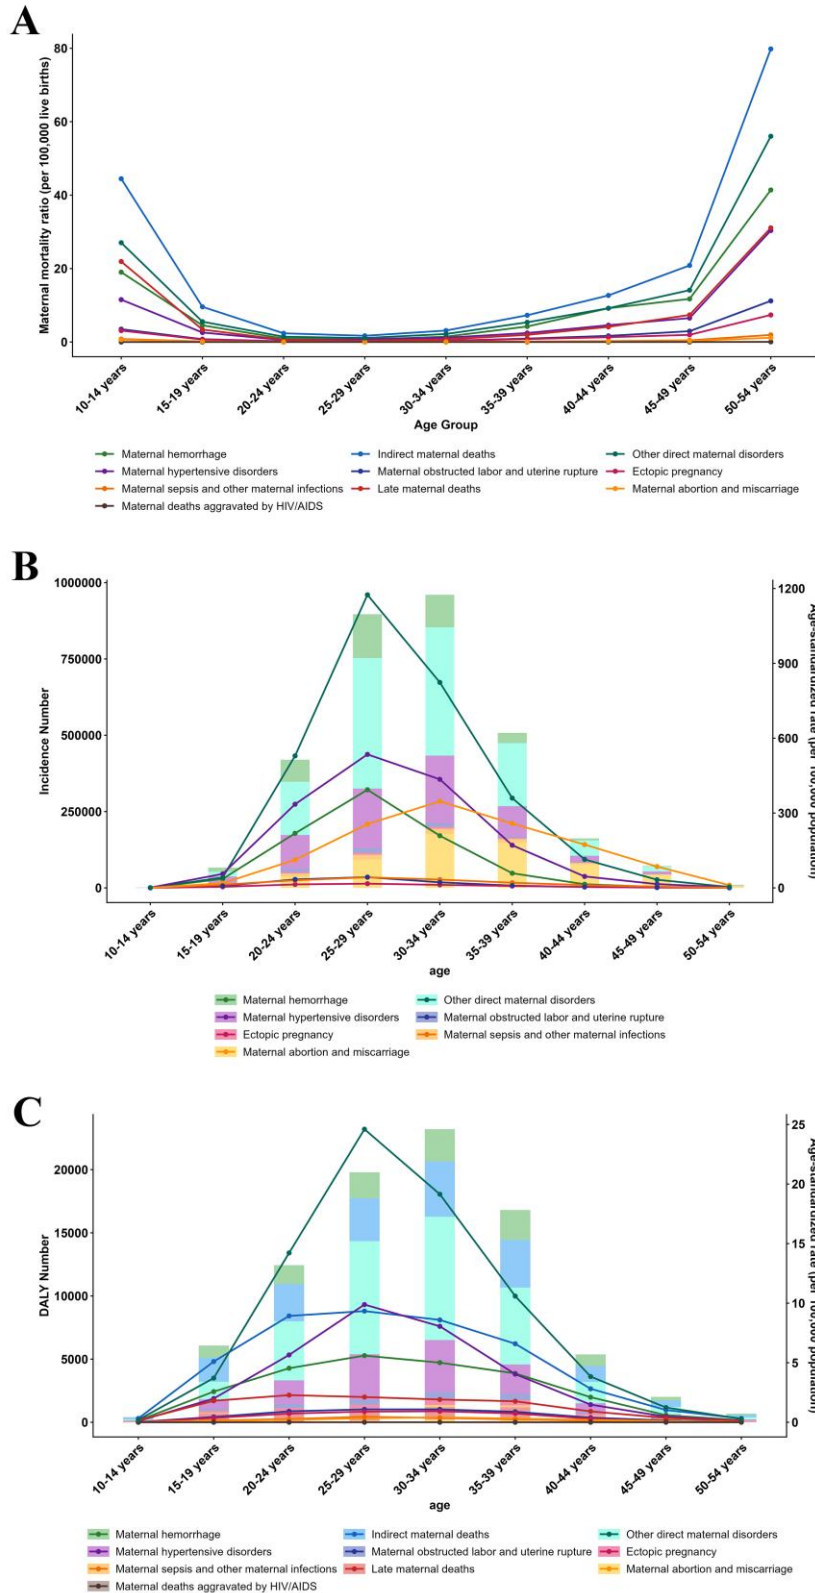 A
Maternal mortality ratio (per 100,000 live births)
80
60
40
20
0
10-14 years
15-19 years
20-24 years
25-29 years
30-34 years
35-39 years
40-44 years
45-49 years
50-54 years
Age Group
Maternal hemorrhage
Indirect maternal deaths
Other direct maternal disorders
Maternal hypertensive disorders
Maternal obstructed labor and uterine rupture
Ectopic pregnancy
Maternal sepsis and other maternal infections
Late maternal deaths
Maternal abortion and miscarriage
Maternal deaths aggravated by HIV/AIDS
B
Incidence Number
1000000
750000
500000
250000
0
1200
900
600
300
0
Age-standardized rate (per 100,000 population)
10-14 years
15-19 years
20-24 years
25-29 years
30-34 years
35-39 years
40-44 years
45-49 years
50-54 years
age
Maternal hemorrhage
Other direct maternal disorders
Maternal hypertensive disorders
Maternal obstructed labor and uterine rupture
Ectopic pregnancy
Maternal sepsis and other maternal infections
Maternal abortion and miscarriage
C
DALY Number
20000
15000
10000
5000
0
25
20
15
10
5
0
Age-standardized rate (per 100,000 population)
10-14 years
15-19 years
20-24 years
25-29 years
30-34 years
35-39 years
40-44 years
45-49 years
50-54 years
age
Maternal hemorrhage
Indirect maternal deaths
Other direct maternal disorders
Maternal hypertensive disorders
Maternal obstructed labor and uterine rupture
Ectopic pregnancy
Maternal sepsis and other maternal infections
Late maternal deaths
Maternal abortion and miscarriage
Maternal deaths aggravated by HIV/AIDS